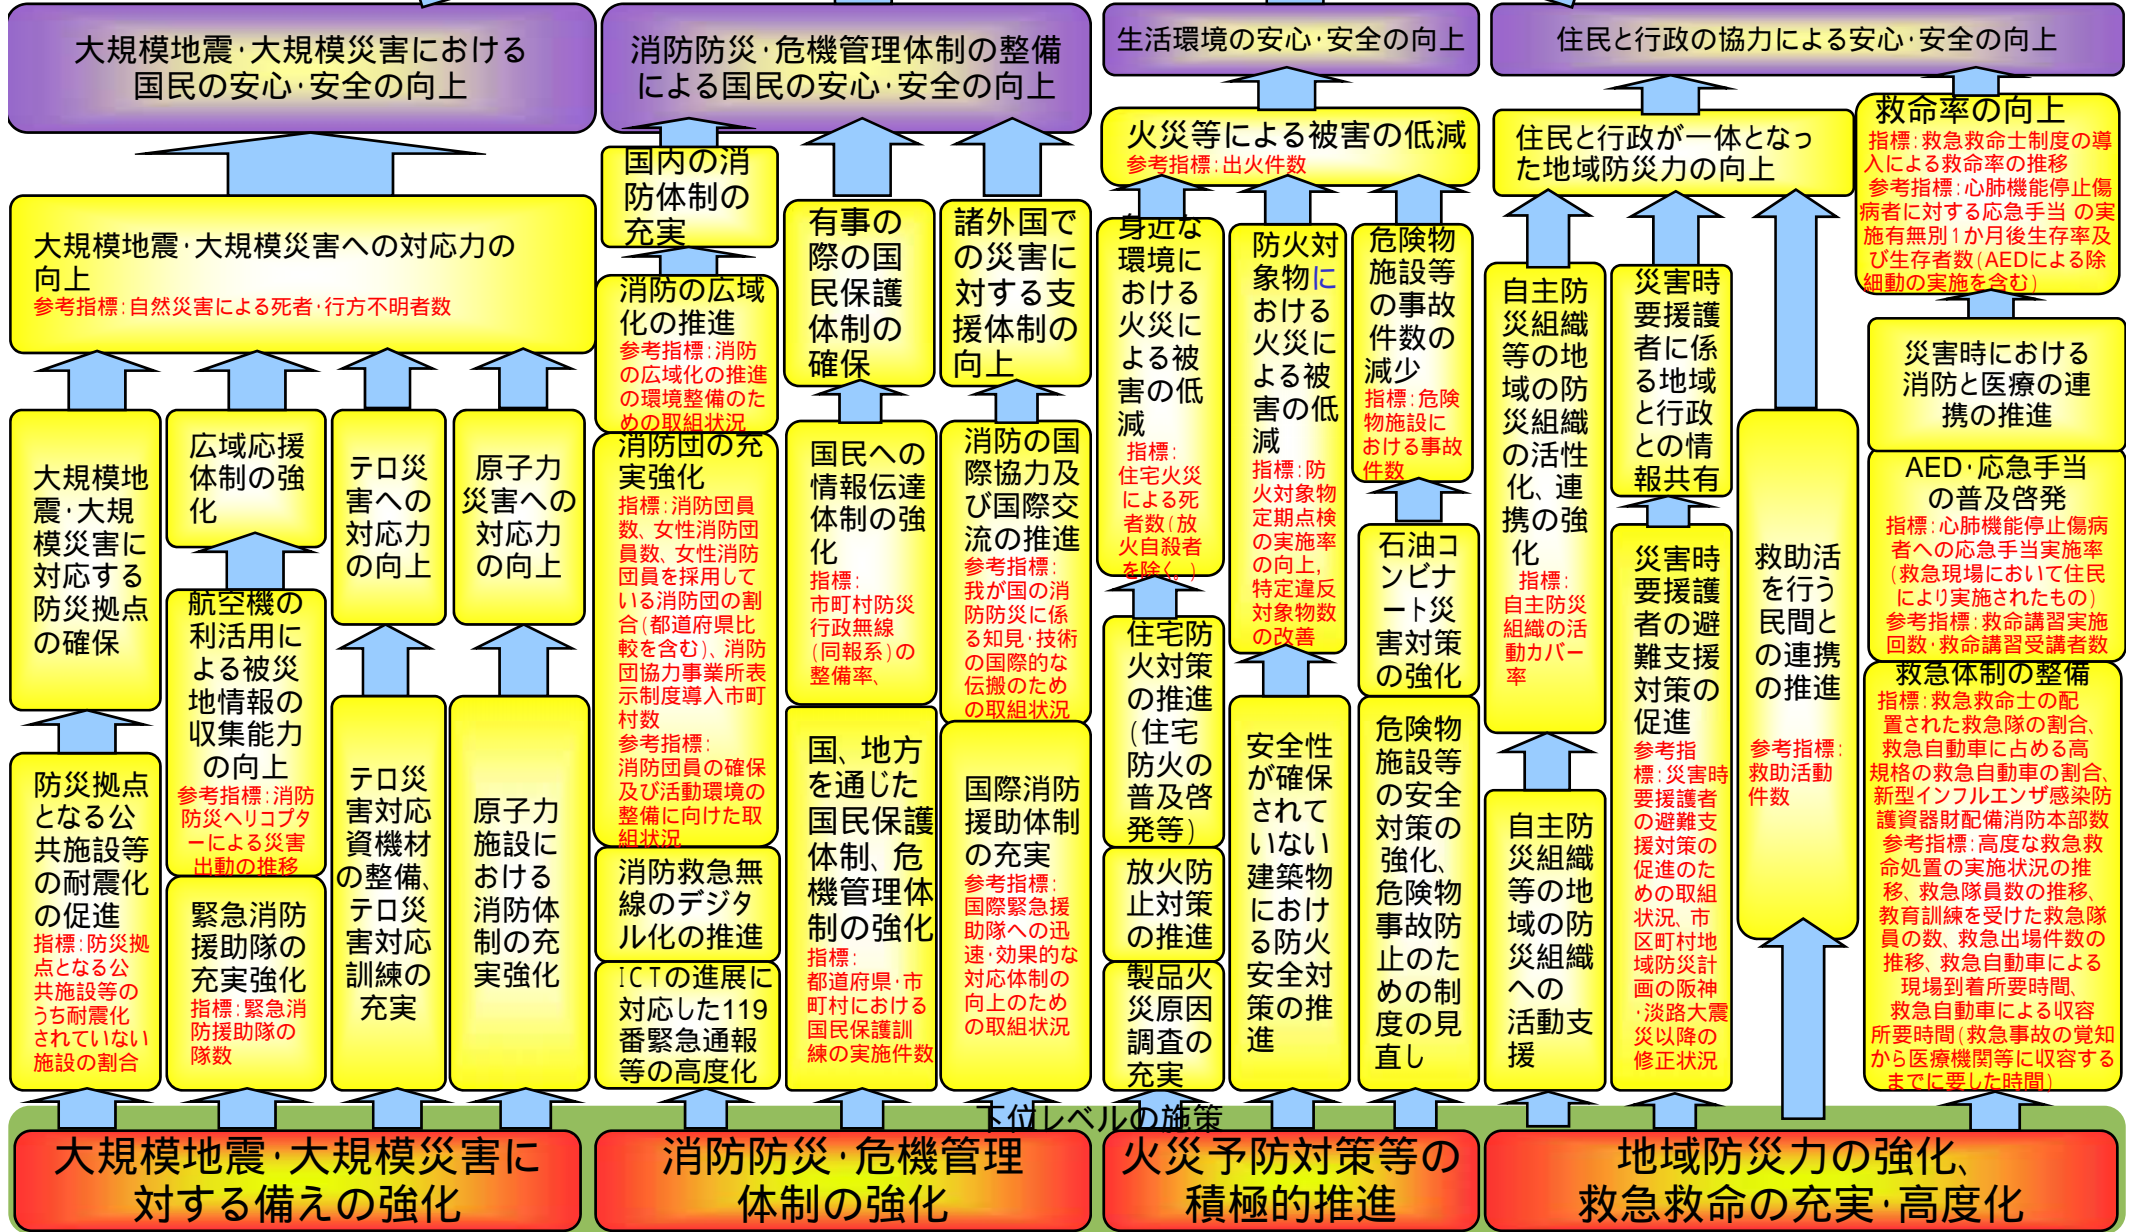 大規模地震・大規模災害における
国民の安心・安全の向上
消防防災・危機管理体制の整備
による国民の安心・安全の向上
生活環境の安心・安全の向上
住民と行政の協力による安心・安全の向上
大規模地震・大規模災害への対応力の
向上
参考指標:自然災害による死者・行方不明者数
大規模地
震・大規
模災害に
対応する
防災拠点
の確保
防災拠点
となる公
共施設等
の耐震化
の促進
指標:防災拠
点となる公
共施設等の
うち耐震化
されていない
施設の割合
広域応援
体制の強
化
航空機の
利活用に
よる被災
地情報の
収集能力
の向上
参考指標:消防
防災ヘリコプタ
ーによる災害
出動の推移
緊急消防
援助隊の
充実強化
指標:緊急消
防援助隊の
隊数
テロ災
害への
対応力
の向上
テロ災
害対応
資機材
の整備、
テロ災
害対応
訓練の
充実
原子力
災害への
対応力
の向上
原子力
施設に
おける
消防体
制の充
実強化
国内の消
防体制の
充実
消防の広域
化の推進
参考指標:消防
の広域化の推進
の環境整備のた
めの取組状況
消防団の充
実強化
指標:消防団員
数、女性消防団
員数、女性消防
団員を採用して
いる消防団の割
合(都道府県比
較を含む)、消防
団協力事業所表
示制度導入市町
村数
参考指標:
消防団員の確保
及び活動環境の
整備に向けた取
組状況
消防救急無
線のデジタ
ル化の推進
ICTの進展に
対応した119
番緊急通報
等の高度化
有事の
際の国
民保護
体制の
確保
国民への
情報伝達
体制の強
化
指標:
市町村防災
行政無線
(同報系)の
整備率、
国、地方
を通じた
国民保護
体制、危
機管理体
制の強化
指標:
都道府県・市
町村における
国民保護訓
練の実施件数
諸外国で
の災害に
対する支
援体制の
向上
消防の国
際協力及
び国際交
流の推進
参考指標:
我が国の消
防防災に係
る知見・技術
の国際的な
伝搬のため
の取組状況
国際消防
援助体制
の充実
参考指標:
国際緊急援
助隊への迅
速・効果的な
対応体制の
向上のため
の取組状況
火災等による被害の低減
参考指標:出火件数
身近な
環境に
おける
火災に
よる被
害の低
減
指標:
住宅火災
による死
者数(放
火自殺者
を除く。)
住宅防
火対策
の推進
(住宅
防火の
普及啓
発等)
放火防
止対策
の推進
製品火
災原因
調査の
充実
防火対
象物に
おける
火災に
よる被
害の低
減
指標:防
火対象物
定期点検
の実施率
の向上,
特定違反
対象物数
の改善
安全性
が確保
されて
いない
建築物
におけ
る防火
安全対
策の推
進
危険物
施設等
の事故
件数の
減少
指標:危険
物施設に
おける事故
件数
石油コ
ンビナ
ート災
害対策
の強化
危険物
施設等
の安全
対策の
強化、
危険物
事故防
止のた
めの制
度の見
直し
住民と行政が一体となっ
た地域防災力の向上
自主防
災組織
等の地
域の防
災組織
の活性
化、連
携の強
化
指標:
自主防災
組織の活
動カバー
率
自主防
災組織
等の地
域の防
災組織
への
活動支
援
災害時
要援護
者に係
る地域
と行政
との情
報共有
災害時
要援護
者の避
難支援
対策の
促進
参考指
標:災害時
要援護者
の避難支
援対策の
促進のた
めの取組
状況、市
区町村地
域防災計
画の阪神
・淡路大震
災以降の
修正状況
救助活
を行う
民間と
の連携
の推進
参考指標:
救助活動
件数
救命率の向上
指標:救急救命士制度の導
入による救命率の推移
参考指標:心肺機能停止傷
病者に対する応急手当 の実
施有無別1か月後生存率及
び生存者数(AEDによる除
細動の実施を含む)
災害時における
消防と医療の連
携の推進
AED・応急手当
の普及啓発
指標:心肺機能停止傷病
者への応急手当実施率
(救急現場において住民
により実施されたもの)
参考指標:救命講習実施
回数・救命講習受講者数
救急体制の整備
指標:救急救命士の配
置された救急隊の割合、
救急自動車に占める高
規格の救急自動車の割合、
新型インフルエンザ感染防
護資器財配備消防本部数
参考指標:高度な救急救
命処置の実施状況の推
移、救急隊員数の推移、
教育訓練を受けた救急隊
員の数、救急出場件数の
推移、救急自動車による
現場到着所要時間、
救急自動車による収容
所要時間(救急事故の覚知
から医療機関等に収容する
までに要した時間)
下位レベルの施策
大規模地震・大規模災害に
対する備えの強化
消防防災・危機管理
体制の強化
火災予防対策等の
積極的推進
地域防災力の強化、
救急救命の充実・高度化